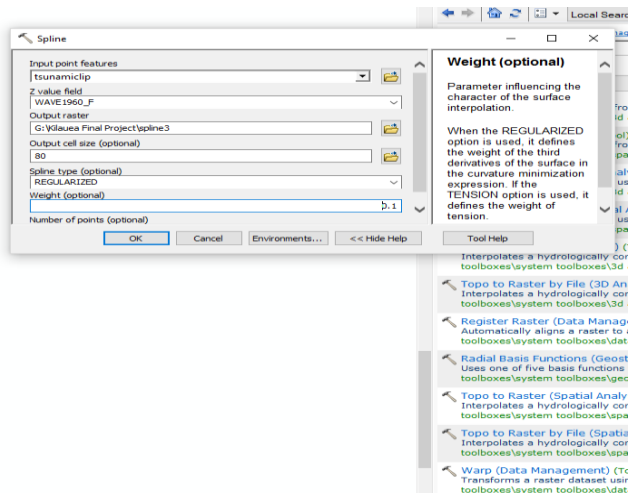 Local Sear
Spline
Input point features
tsunamiclip
Z value field
WAVE1960_F
Output raster
G:\Kilauea Final Project\spline3
Output cell size (optional)
80
Spline type (optional)
REGULARIZED
Weight (optional)
0.1
Number of points (optional)
OK
Cancel
Environments...
<< Hide Help
Tool Help
Weight (optional)
Parameter influencing the
character of the surface
interpolation.
When the REGULARIZED
option is used, it defines
the weight of the third
derivatives of the surface in
the curvature minimization
expression. If the
TENSION option is used, it
defines the weight of
tension.
Interpolates a hydrologically cor
toolboxes\system toolboxes\3d
Topo to Raster by File (3D An
Interpolates a hydrologically cor
toolboxes\system toolboxes\3d
Register Raster (Data Manag
Automatically aligns a raster to
toolboxes\system toolboxes\dat
Radial Basis Functions (Geost
Uses one of five basis functions
toolboxes\system toolboxes\geo
Topo to Raster (Spatial Analy
Interpolates a hydrologically cor
toolboxes\system toolboxes\spa
Topo to Raster by File (Spatia
Interpolates a hydrologically cor
toolboxes\system toolboxes\spa
Warp (Data Management) (To
Transforms a raster dataset usin
toolboxes\system toolboxes\dat